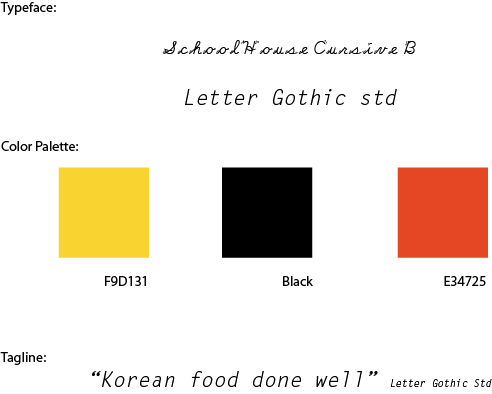 Typeface:
SchoolHouse Cursive B
Letter Gothic std
Color Palette:
F9D131 Black E34725
Tagline:
“Korean food done well” Letter Gothic Std